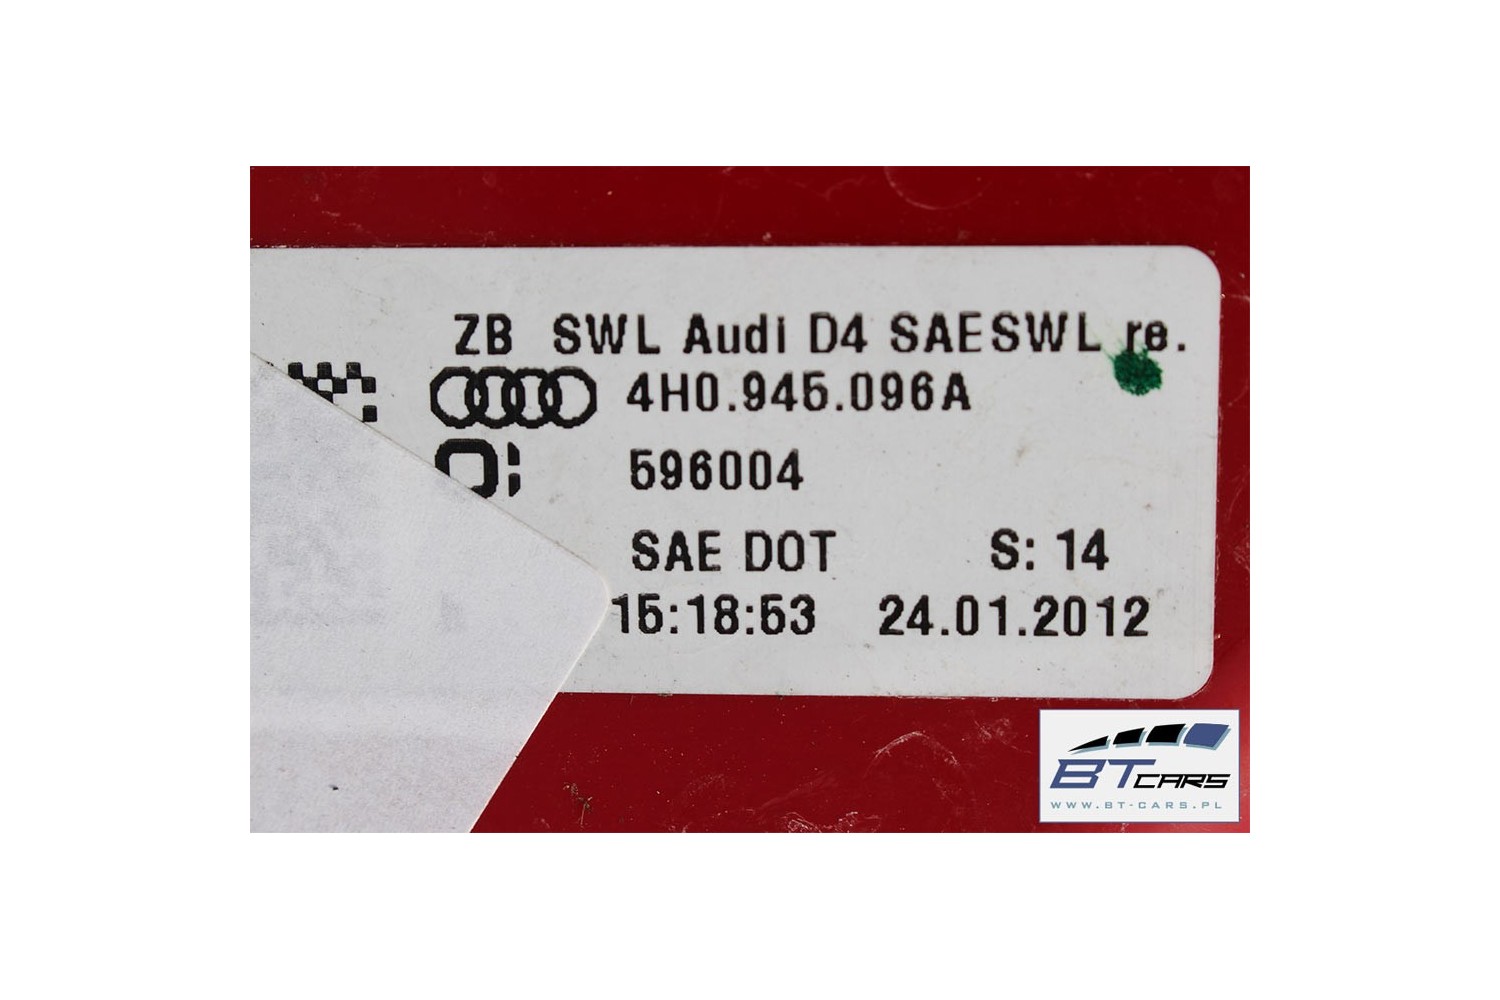 ZB SWL Audi D4 SAESWL re.
4H0.945.096A
596004
SAE DOT S: 14
15:18:53 24.01.2012
BTCARS
WWW.BT-CARS.PL